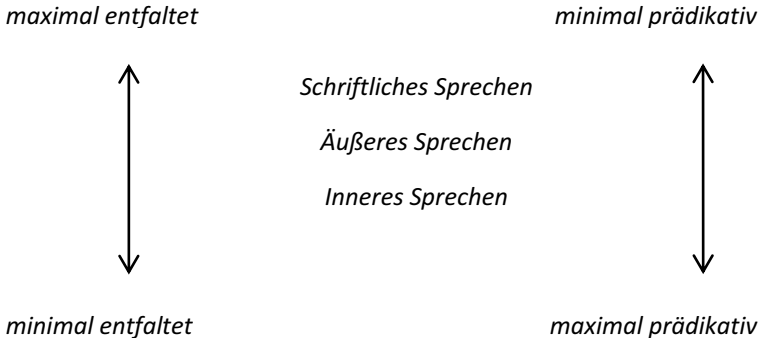 maximal entfaltet
minimal prädikativ
Schriftliches Sprechen
Äußeres Sprechen
Inneres Sprechen
minimal entfaltet
maximal prädikativ